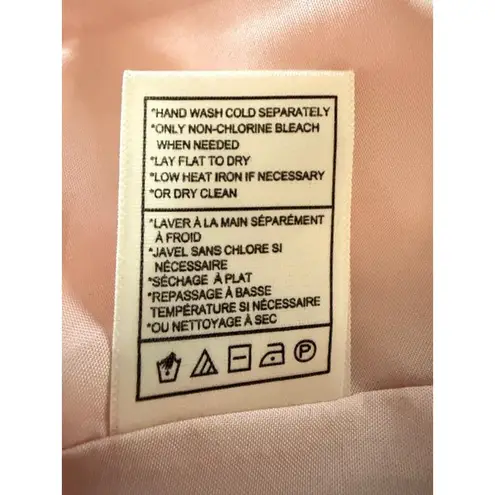 *HAND WASH COLD SEPARATELY
*ONLY NON-CHLORINE BLEACH
WHEN NEEDED
*LAY FLAT TO DRY
*LOW HEAT IRON IF NECESSARY
*OR DRY CLEAN
*LAVER À LA MAIN SÉPARÉMENT
À FROID
*JAVEL SANS CHLORE SI
NÉCESSAIRE
*SÉCHAGE À PLAT
*REPASSAGE À BASSE
TEMPÉRATURE SI NÉCESSAIRE
*OU NETTOYAGE À SEC
P